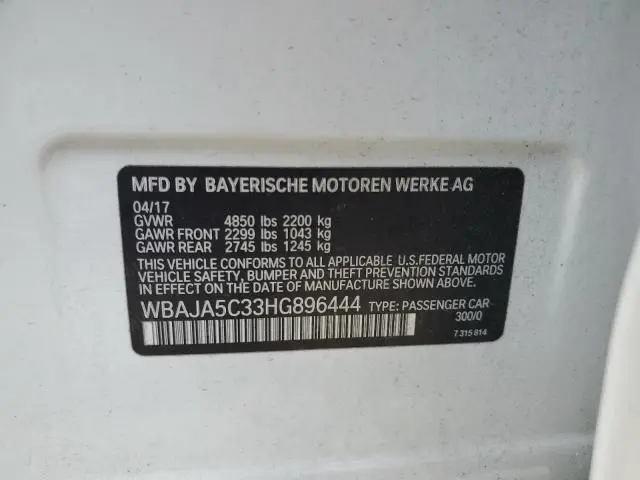 MFD BY BAYERISCHE MOTOREN WERKE AG
04/17
GVWR 4850 lbs 2200 kg
GAWR FRONT 2299 lbs 1043 kg
GAWR REAR 2745 lbs 1245 kg
THIS VEHICLE CONFORMS TO ALL APPLICABLE U.S.FEDERAL MOTOR
VEHICLE SAFETY, BUMPER AND THEFT PREVENTION STANDARDS
IN EFFECT ON THE DATE OF MANUFACTURE SHOWN ABOVE.
WBAJA5C33HG896444 TYPE: PASSENGER CAR
300/0
7 315 814